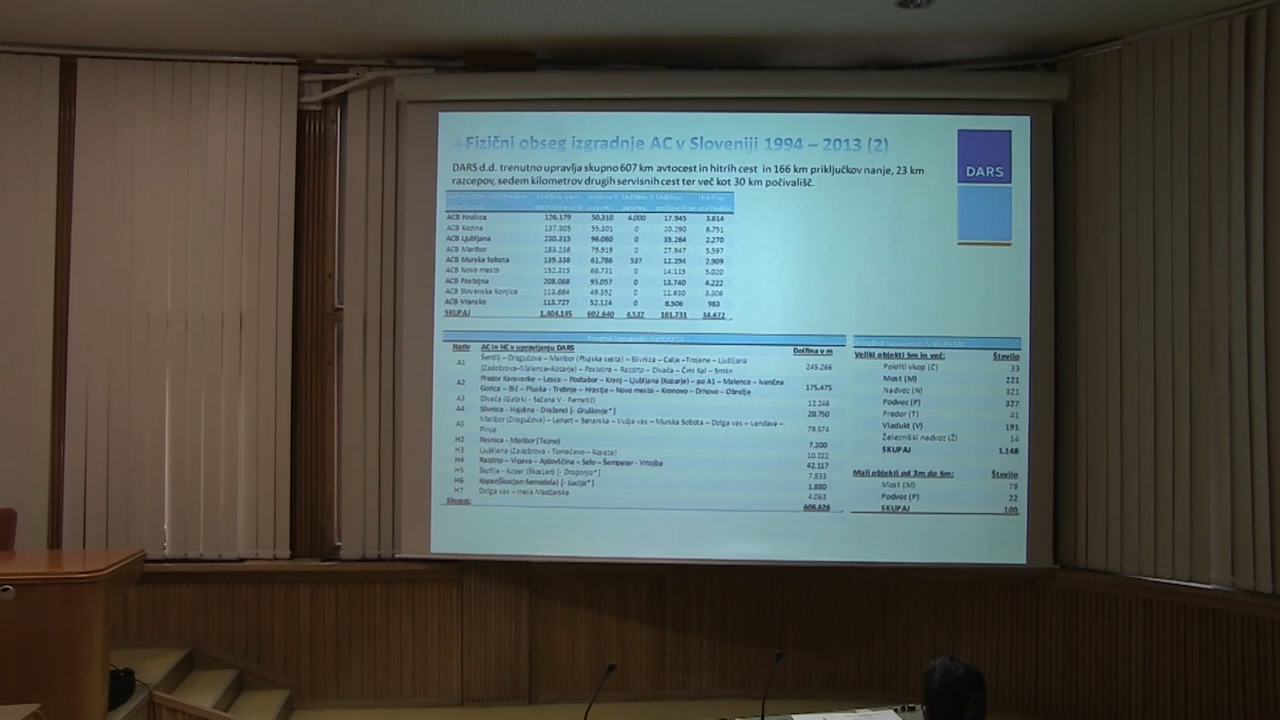 Fizični obseg izgradnje AC v Sloveniji 1994 – 2013 (2)
DARS
DARS d.d. trenutno upravlja skupno 607 km avtocest in hitrih cest in 166 km priključkov nanje, 23 km
razcepov, sedem kilometrov drugih servisnih cest ter več kot 30 km počivališč.
ACB Hrušica 126.179 50.310 4.000 17.945 3.614
ACB Kozina 137.305 55.301 0 20.290 6.751
ACB Ljubljana 230.315 96.060 0 35.264 2.270
ACB Maribor 183.236 75.919 0 27.947 5.597
ACB Murska Sobota 139.336 61.786 537 12.294 2.909
ACB Novo mesto 152.315 66.731 0 14.115 5.020
ACB Postojna 208.068 95.057 0 13.740 4.222
ACB Slovenske Konjice 113.664 49.352 0 11.630 3.306
ACB Vransko 113.727 52.124 0 8.506 983
SKUPAJ 1.404.145 602.640 4.537 161.731 34.672
Naziv AC in HC v upravljanju DARS Dolžina v m
A1 Šentilj – Dragučova – Maribor (Ptujska cesta) – Slivnica – Celje – Trojane – Ljubljana
(Zadobrova–Malence–Kozarje) – Postojna – Razdrto – Divača – Črni Kal – Srmin 245.266
A2 Predor Karavanke – Lesce – Podtabor – Kranj – Ljubljana (Kozarje) – po A1 – Malence – Ivančna
Gorica – Bič – Pluska – Trebnje – Hrastje – Novo mesto – Kronovo – Drnovo – Obrežje 175.475
A3 Divača (Gabrk) - Sežana V - Fernetiči 12.246
A4 Slivnica - Hajdina - Draženci [- Gruškovje*] 20.750
A5 Maribor (Dragučova) – Lenart – Senarska – Vučja vas – Murska Sobota – Dolga vas – Lendava –
Pince 78.574
H2 Pesnica - Maribor (Tezno) 7.200
H3 Ljubljana (Zadobrova - Tomačevo – Koseze) 10.222
H4 Razdrto – Vipava – Ajdovščina – Selo – Šempeter - Vrtojba 42.117
H5 Škofije - Koper (Škocjan) [- Dragonja*] 7.833
H6 Koper(Škocjan-Semedela) [- Lucija*] 1.880
H7 Dolga vas – meja Madžarska 4.063
Skupaj: 606.626
Veliki objekti 5m in več: Število
Pokriti vkop (C) 33
Most (M) 221
Nadvoz (N) 321
Podvoz (P) 327
Predor (T) 41
Viadukt (V) 191
Železniški nadvoz (Ž) 14
SKUPAJ 1.148
Mali objekti od 3m do 5m: Število
Most (M) 78
Podvoz (P) 22
SKUPAJ 100